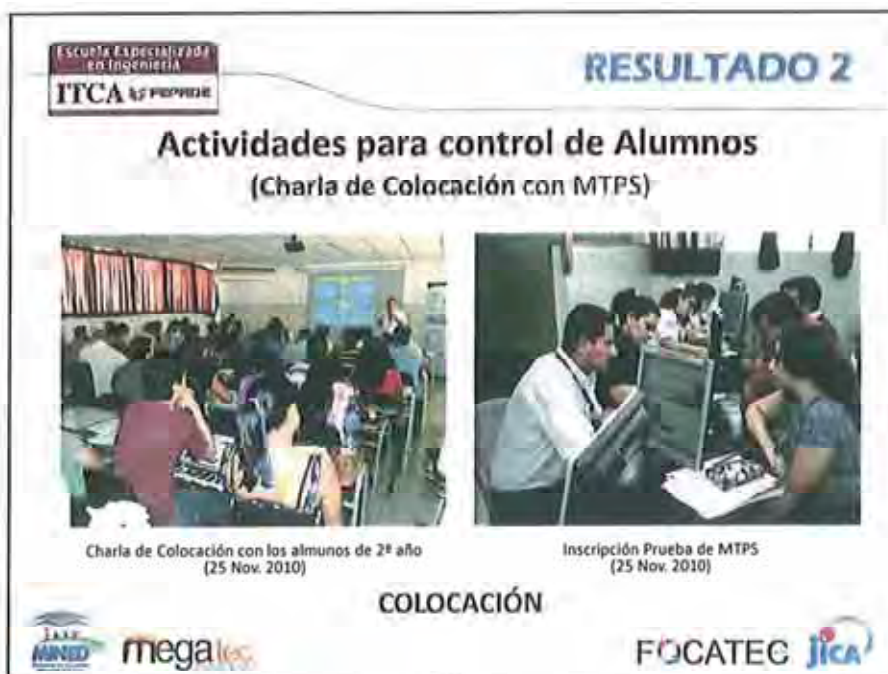 Escuela Especializada
en Ingeniería
ITCA FEPADE
RESULTADO 2
Actividades para control de Alumnos
(Charla de Colocación con MTPS)
Charla de Colocación con los almunos de 2º año
(25 Nov. 2010)
Inscripción Prueba de MTPS
(25 Nov. 2010)
COLOCACIÓN
MINED
megatec
FOCATEC
jica